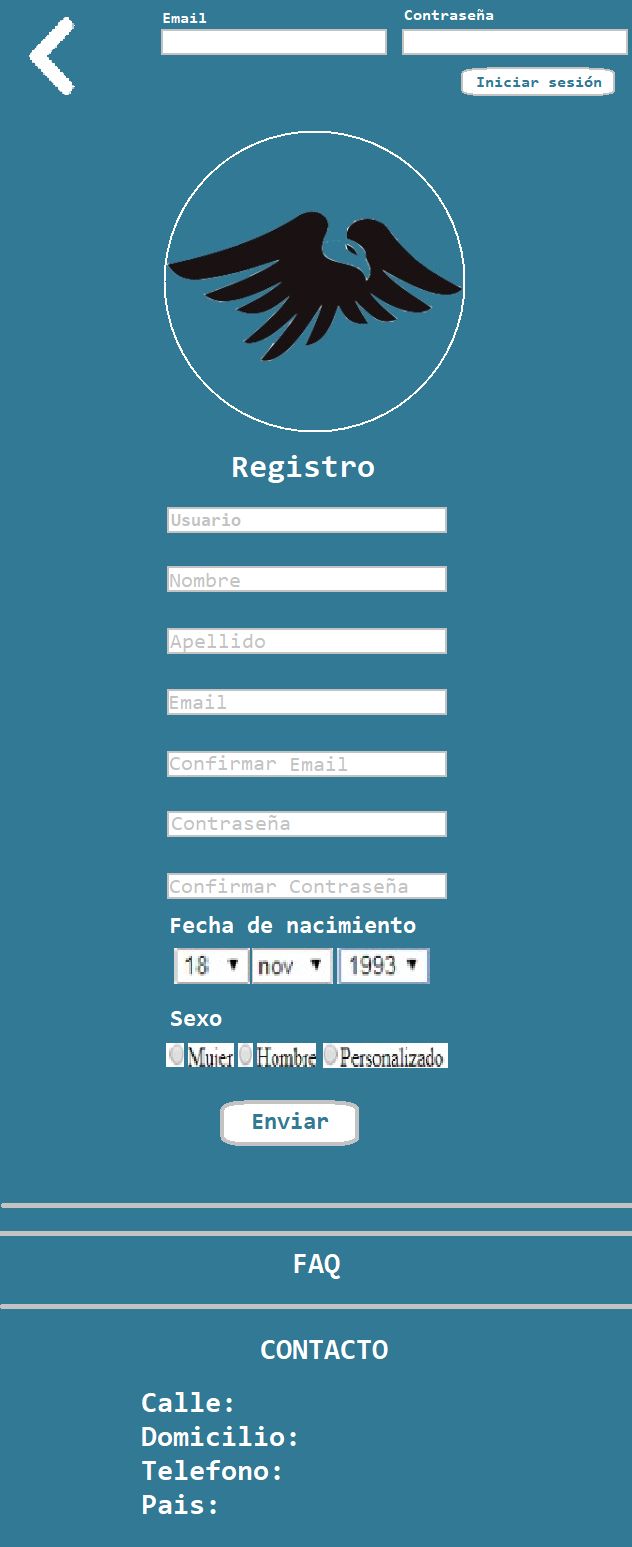 Email Contraseña
Iniciar sesión
Registro
Usuario
Nombre
Apellido
Email
Confirmar Email
Contraseña
Confirmar Contraseña
Fecha de nacimiento
18 nov 1993
Sexo
Mujer Hombre Personalizado
Enviar
FAQ
CONTACTO
Calle:
Domicilio:
Telefono:
Pais: